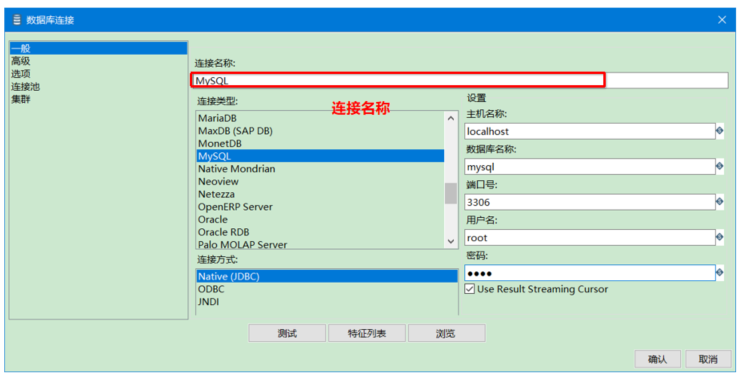 数据库连接
一般
高级
选项
连接池
集群
连接名称:
MySQL
连接名称
连接类型:
MariaDB
MaxDB (SAP DB)
MonetDB
MySQL
Native Mondrian
Neoview
Netezza
OpenERP Server
Oracle
Oracle RDB
Palo MOLAP Server
连接方式:
Native (JDBC)
ODBC
JNDI
设置
主机名称:
localhost
数据库名称:
mysql
端口号:
3306
用户名:
root
密码:
●●●●
Use Result Streaming Cursor
测试
特征列表
浏览
确认
取消